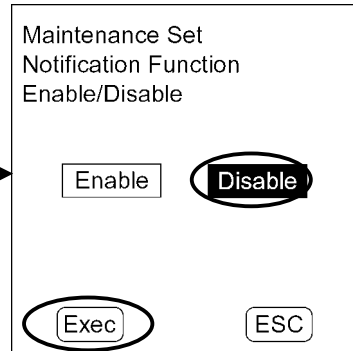 Maintenance Set
Notification Function
Enable/Disable
Enable Disable
Exec ESC